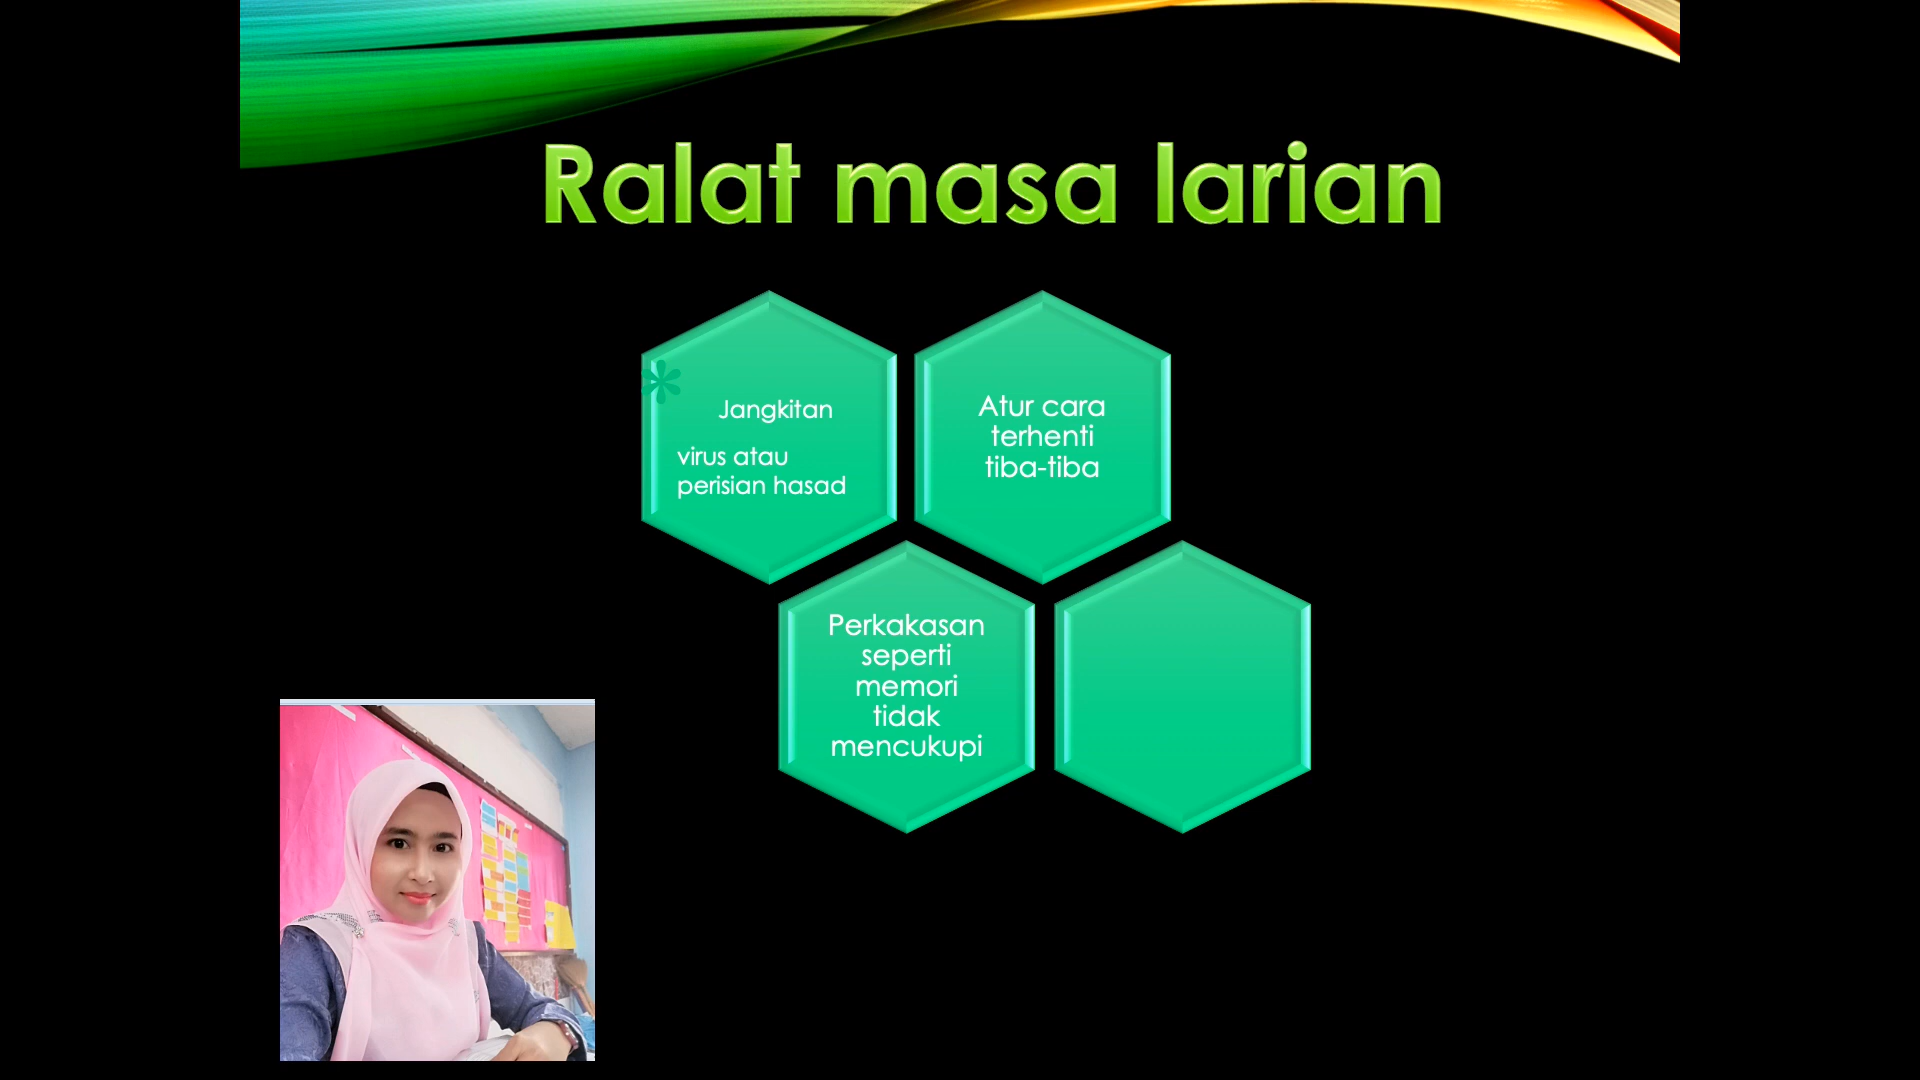 Ralat masa larian
Jangkitan
virus atau
perisian hasad
Atur cara
terhenti
tiba-tiba
Perkakasan
seperti
memori
tidak
mencukupi